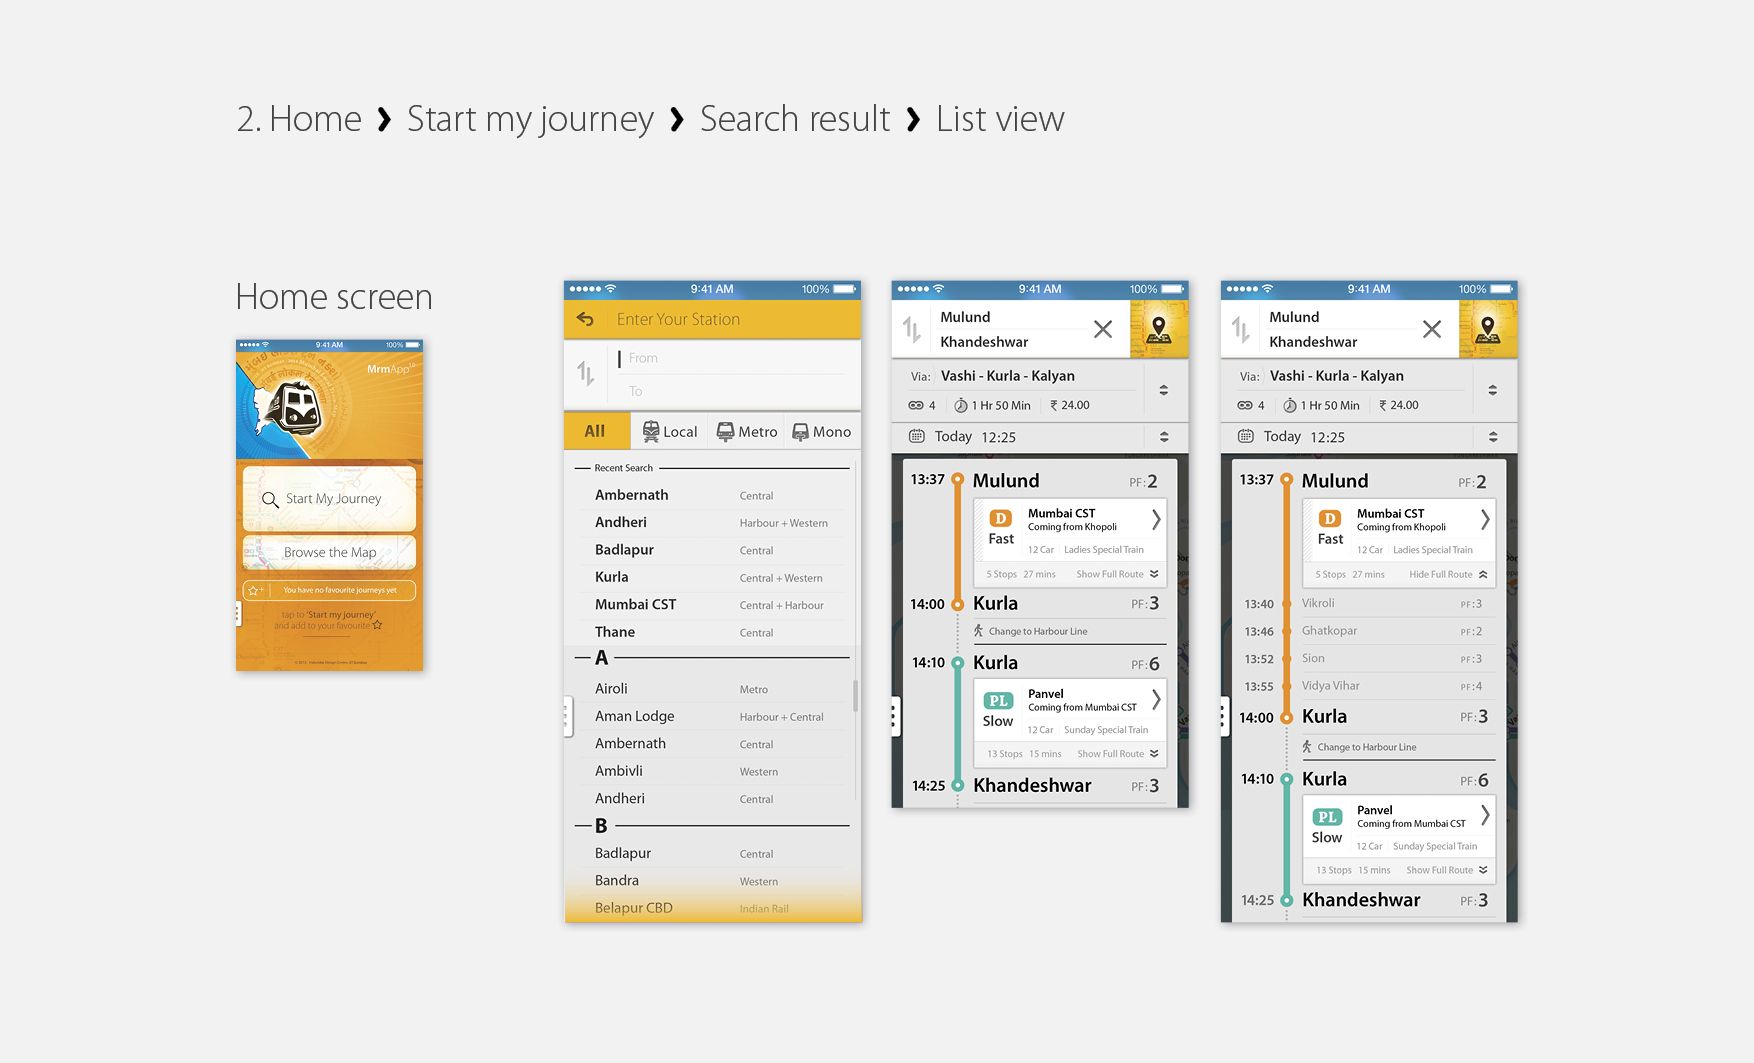 2. Home ❯ Start my journey ❯ Search result ❯ List view
Home screen
9:41 AM 100%
मुंबई लोकल ट्रेन
MrmApp
Start My Journey
Browse the Map
You have no favourite journeys yet
tap to 'Start my journey'
and add to your favourite
9:41 AM 100%
Enter Your Station
From
To
All Local Metro Mono
Recent Search
Ambernath Central
Andheri Harbour + Western
Badlapur Central
Kurla Central + Western
Mumbai CST Central + Harbour
Thane Central
A
Airoli Metro
Aman Lodge Harbour + Central
Ambernath Central
Ambivli Western
Andheri Central
B
Badlapur Central
Bandra Western
Belapur CBD Indian Rail
9:41 AM 100%
Mulund
Khandeshwar
Via: Vashi - Kurla - Kalyan
4 1 Hr 50 Min ₹ 24.00
Today 12:25
13:37 Mulund PF: 2
D Mumbai CST
Coming from Khopoli
Fast
12 Car Ladies Special Train
5 Stops 27 mins Show Full Route
14:00 Kurla PF: 3
Change to Harbour Line
14:10 Kurla PF: 6
PL Panvel
Coming from Mumbai CST
Slow
12 Car Sunday Special Train
13 Stops 15 mins Show Full Route
14:25 Khandeshwar PF: 3
9:41 AM 100%
Mulund
Khandeshwar
Via: Vashi - Kurla - Kalyan
4 1 Hr 50 Min ₹ 24.00
Today 12:25
13:37 Mulund PF: 2
D Mumbai CST
Coming from Khopoli
Fast
12 Car Ladies Special Train
5 Stops 27 mins Hide Full Route
13:40 Vikroli PF: 3
13:46 Ghatkopar PF: 2
13:52 Sion PF: 3
13:55 Vidya Vihar PF: 4
14:00 Kurla PF: 3
Change to Harbour Line
14:10 Kurla PF: 6
PL Panvel
Coming from Mumbai CST
Slow
12 Car Sunday Special Train
13 Stops 15 mins Show Full Route
14:25 Khandeshwar PF: 3